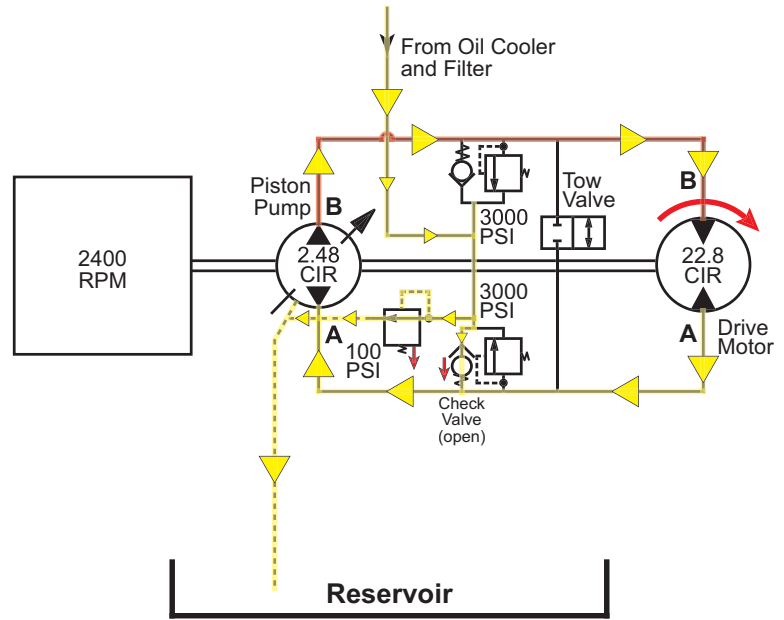 From Oil Cooler
and Filter
Piston
Pump
B
2400
RPM
2.48
CIR
A
100
PSI
3000
PSI
3000
PSI
Check
Valve
(open)
Tow
Valve
B
22.8
CIR
A
Drive
Motor
Reservoir